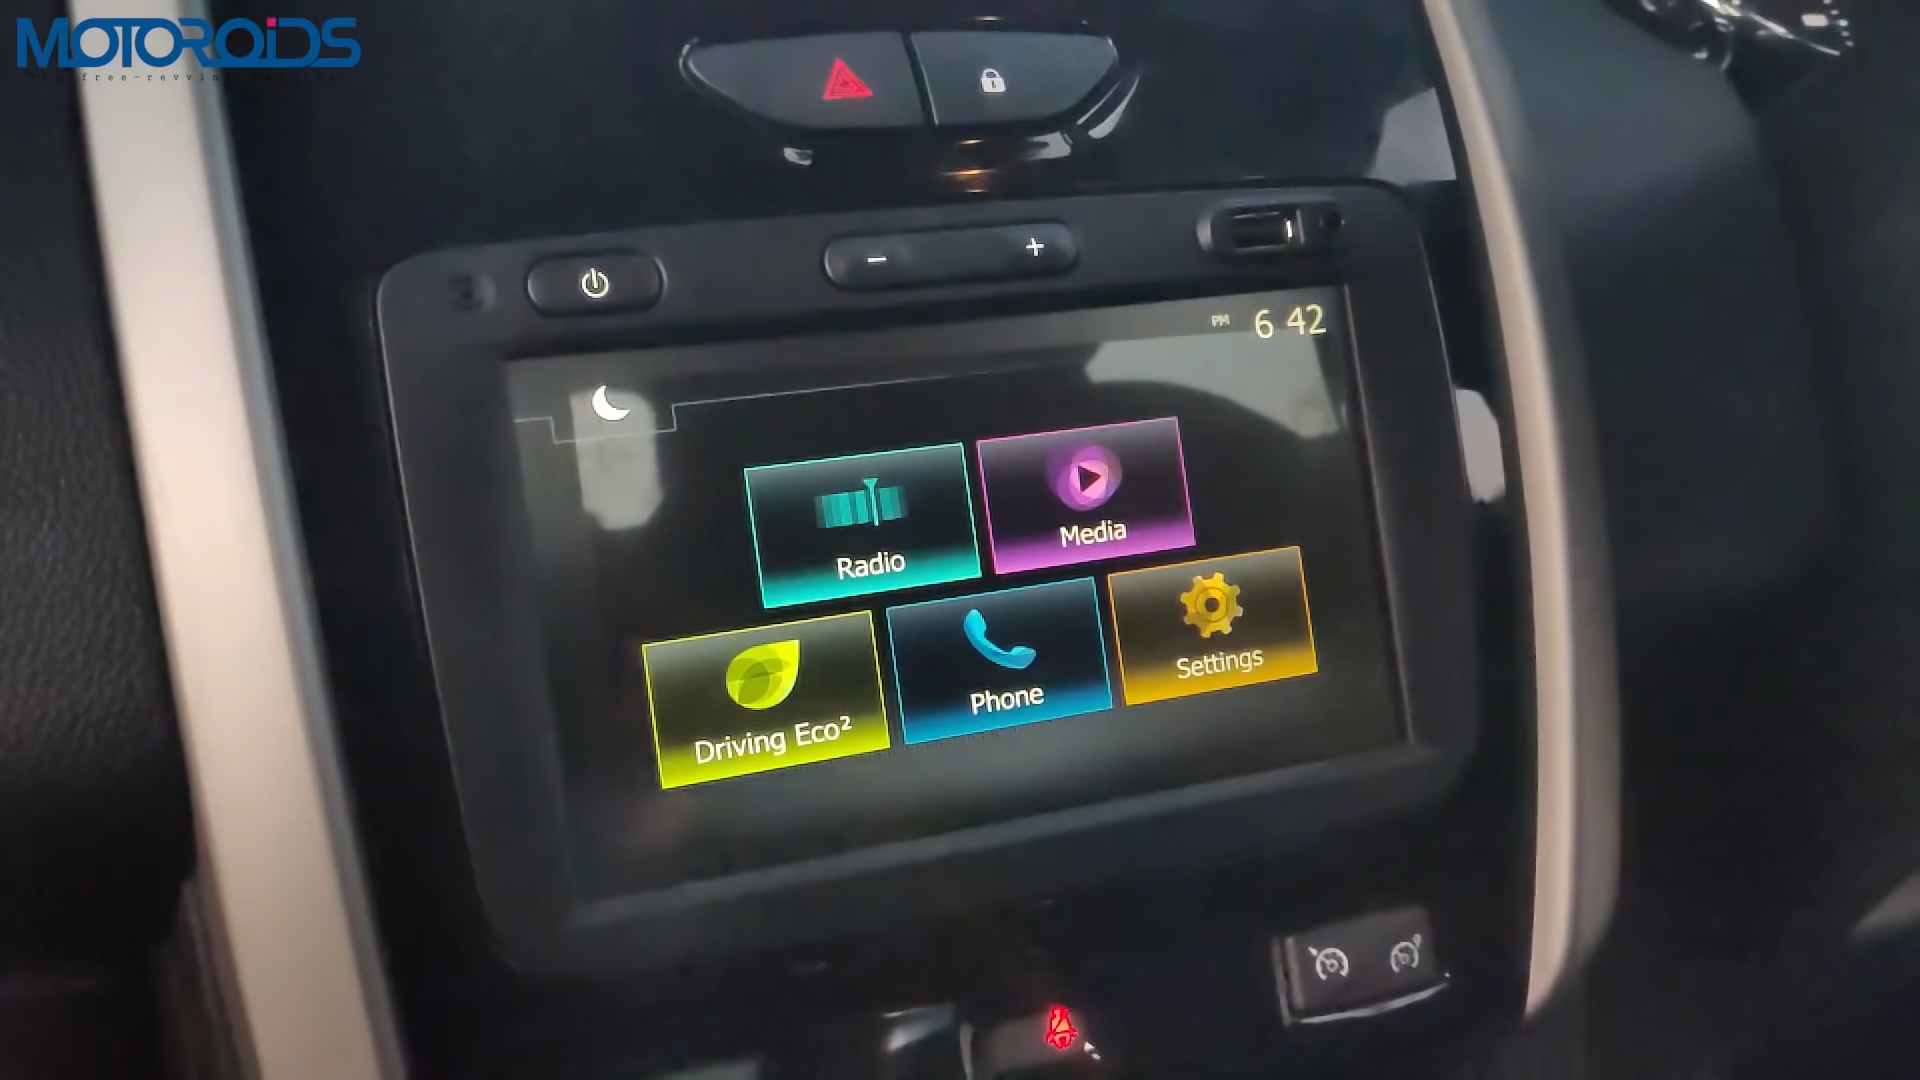 MOTOROIDS
PM 6 42
Radio
Media
Driving Eco²
Phone
Settings